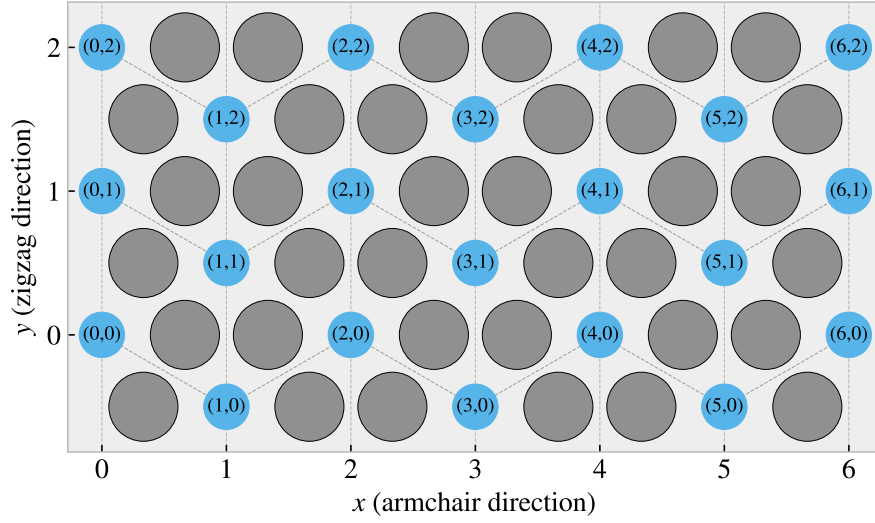 2 (0,2) (2,2) (4,2) (6,2)
(1,2) (3,2) (5,2)
1 (0,1) (2,1) (4,1) (6,1)
(1,1) (3,1) (5,1)
0 (0,0) (2,0) (4,0) (6,0)
(1,0) (3,0) (5,0)
y (zigzag direction)
0 1 2 3 4 5 6
x (armchair direction)